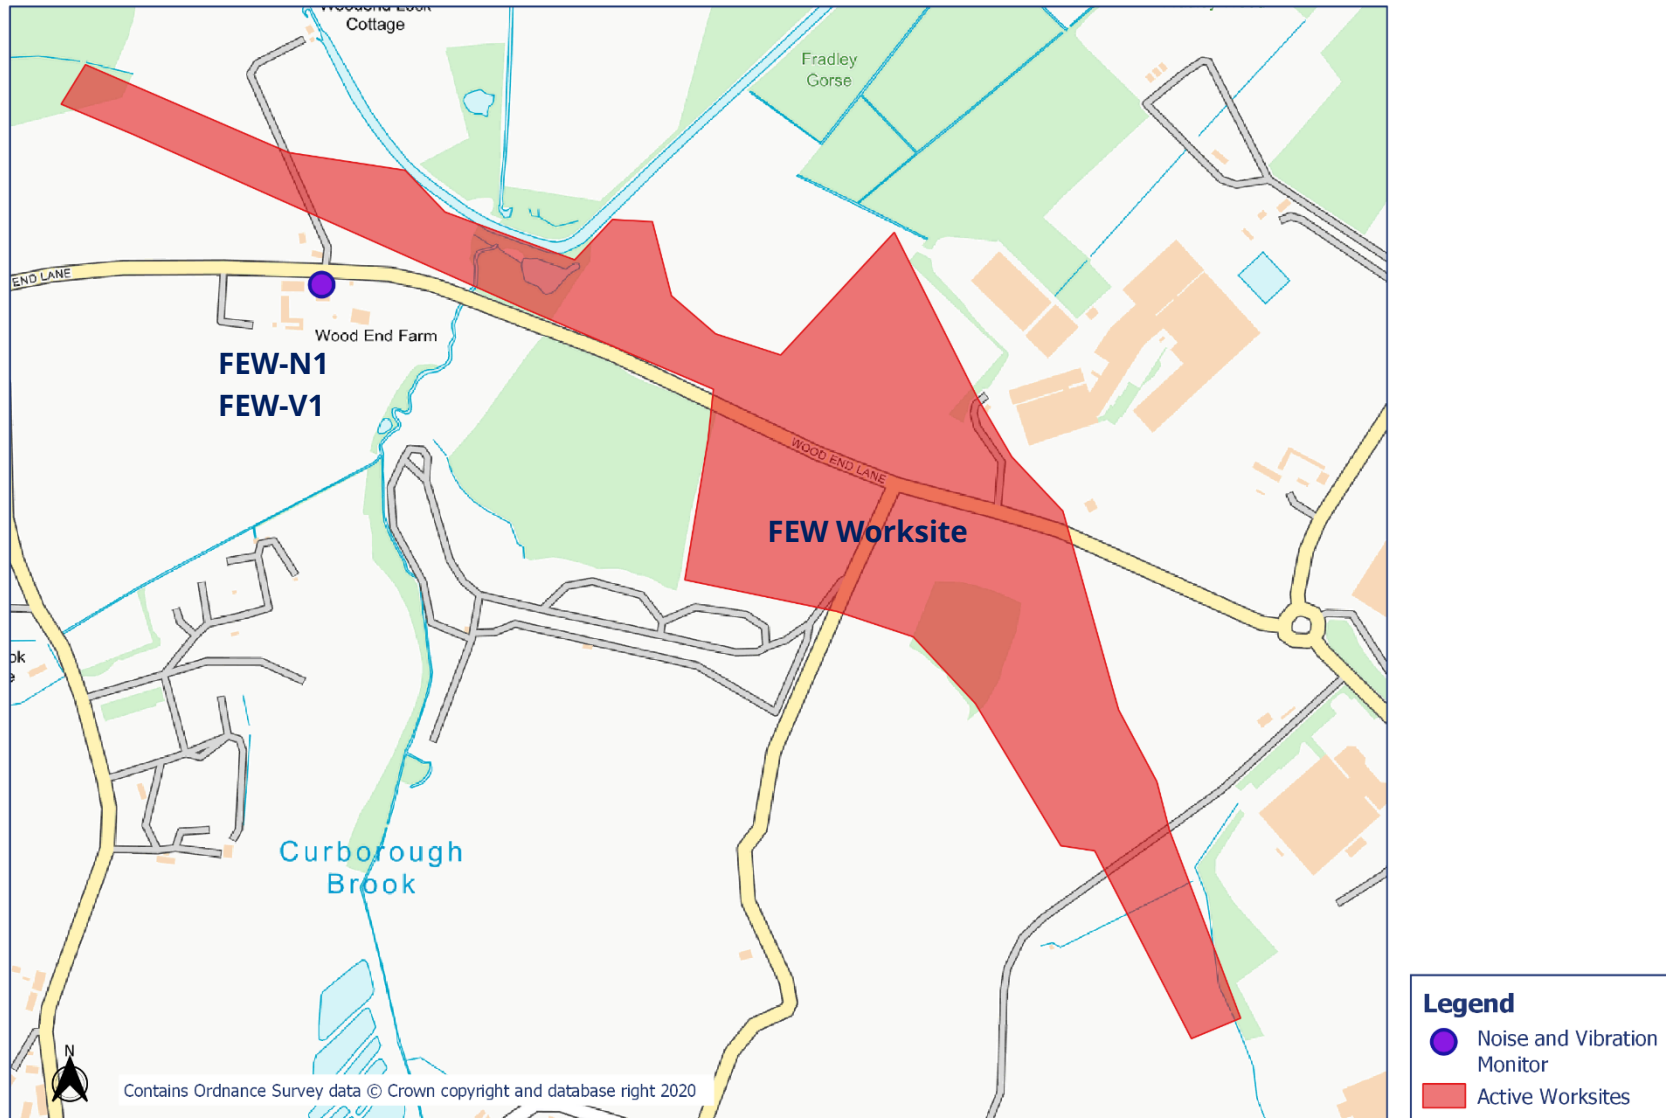 Cottage
Fradley
Gorse
END LANE
Wood End Farm
FEW-N1
FEW-V1
WOOD END LANE
FEW Worksite
Curborough
Brook
N
Contains Ordnance Survey data © Crown copyright and database right 2020
Legend
Noise and Vibration
Monitor
Active Worksites